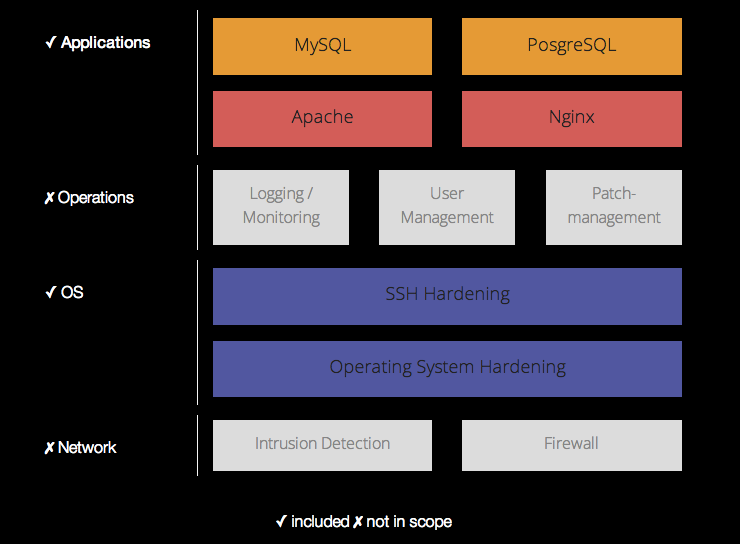 ✓ Applications
MySQL
PosgreSQL
Apache
Nginx
✗ Operations
Logging /
Monitoring
User
Management
Patch-
management
✓ OS
SSH Hardening
Operating System Hardening
✗ Network
Intrusion Detection
Firewall
✓ included ✗ not in scope